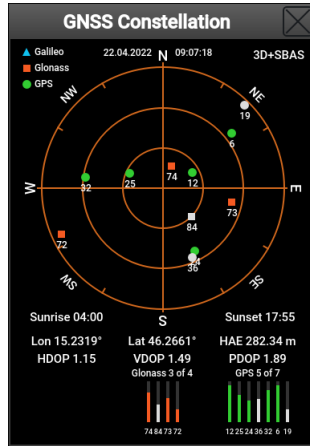 GNSS Constellation
Galileo 22.04.2022 09:07:18 3D+SBAS
Glonass
GPS
N
NW
NE
19
6
74
12
25
32
W
E
73
84
72
36
SW
SE
S
Sunrise 04:00 Sunset 17:55
Lon 15.2319° Lat 46.2661° HAE 282.34 m
HDOP 1.15 VDOP 1.49 PDOP 1.89
Glonass 3 of 4 GPS 5 of 7
74 84 73 72 12 25 24 36 32 6 19